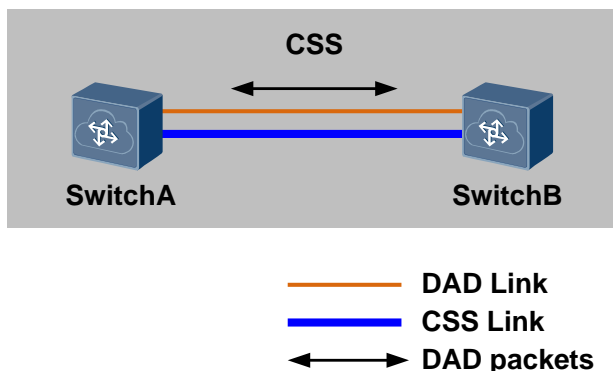 CSS
SwitchA
SwitchB
DAD Link
CSS Link
DAD packets